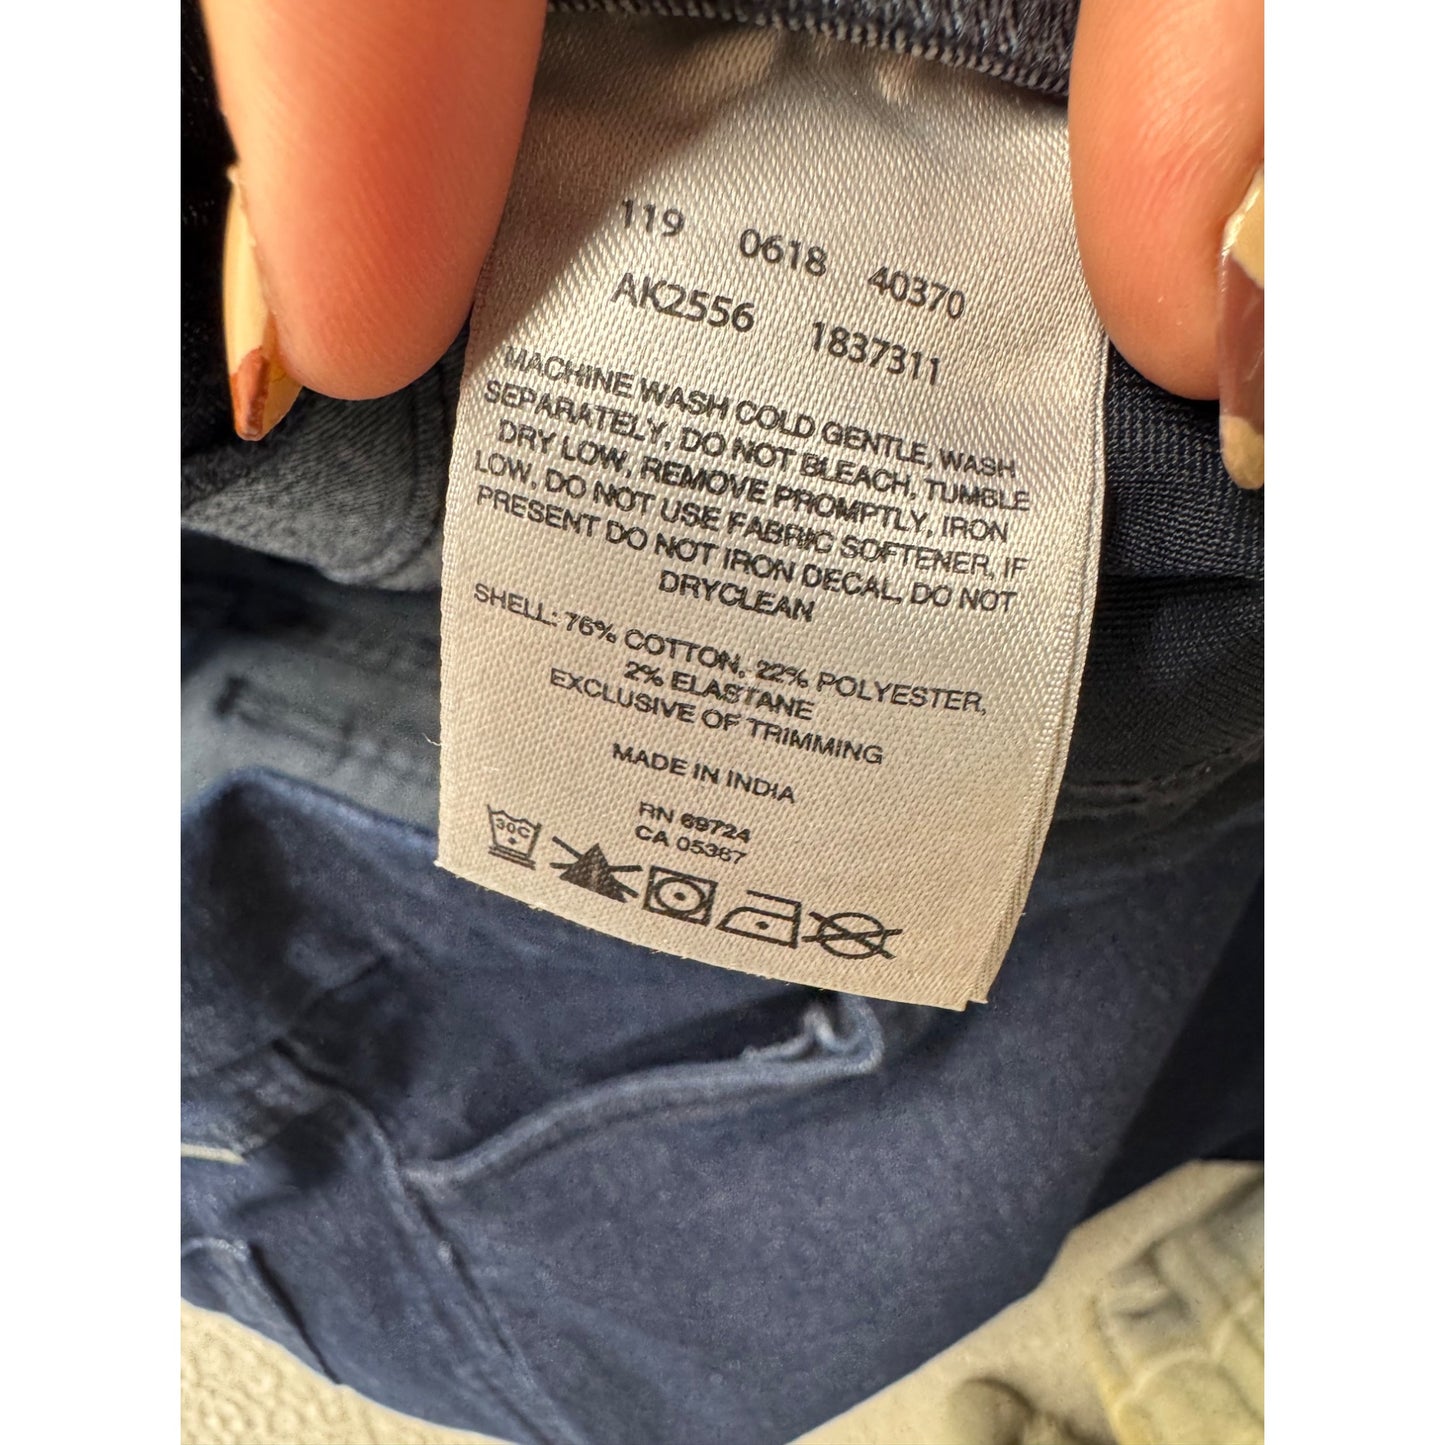 119 0618 40370
AK2556 1837311
MACHINE WASH COLD GENTLE, WASH
SEPARATELY, DO NOT BLEACH, TUMBLE
DRY LOW, REMOVE PROMPTLY, IRON
LOW, DO NOT USE FABRIC SOFTENER, IF
PRESENT DO NOT IRON DECAL, DO NOT
DRYCLEAN
SHELL: 76% COTTON, 22% POLYESTER,
2% ELASTANE
EXCLUSIVE OF TRIMMING
MADE IN INDIA
RN 69724
CA 05387
30C